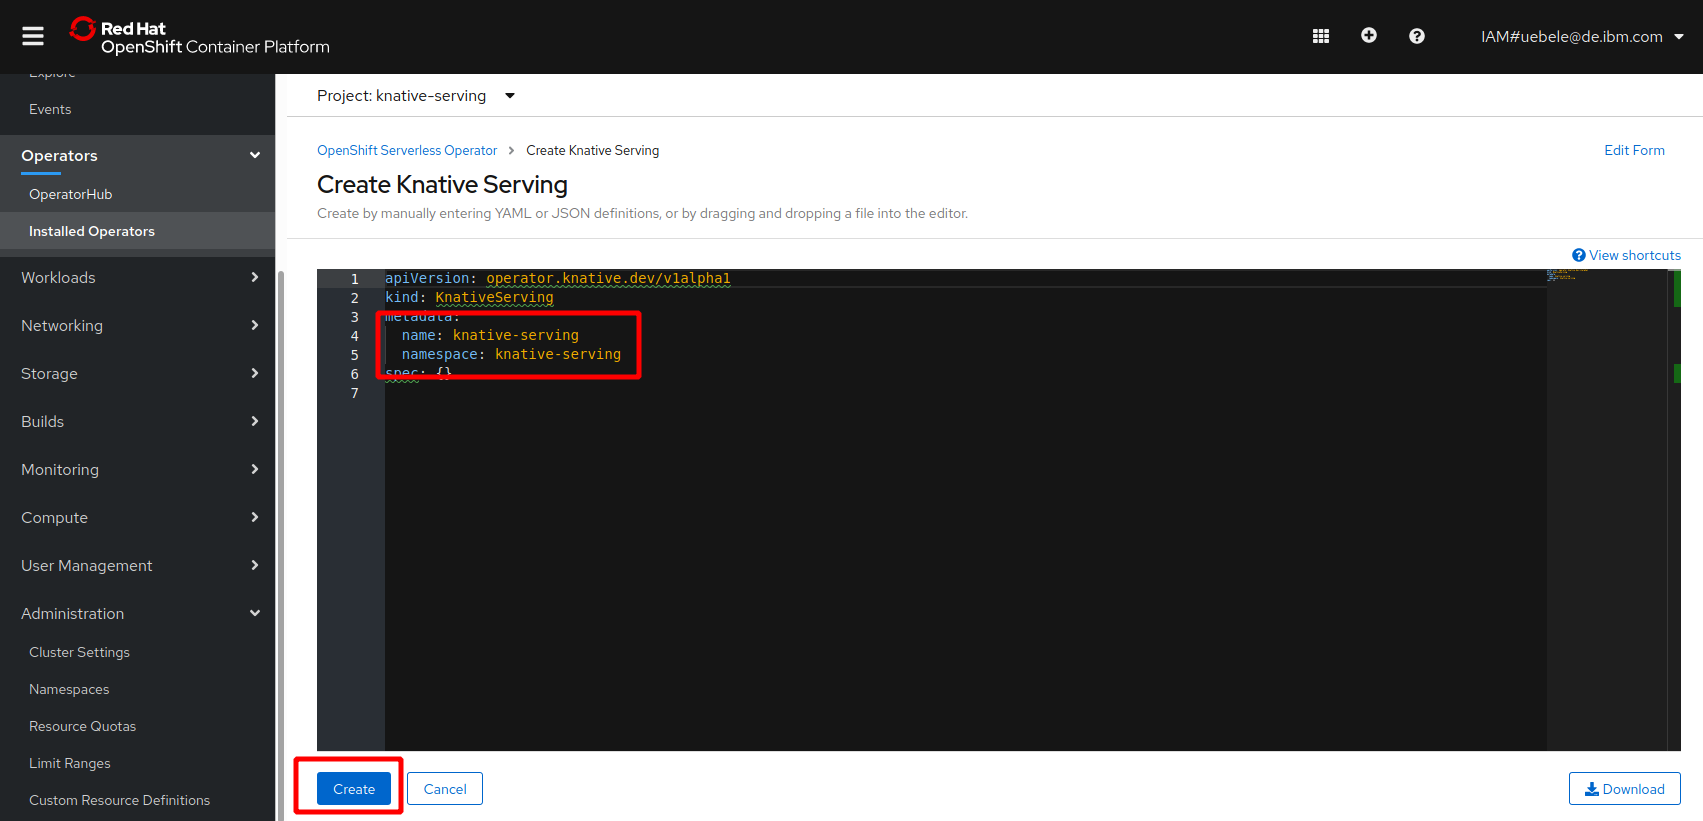 Red Hat
OpenShift Container Platform
IAM#uebele@de.ibm.com
Explore
Events
Operators
OperatorHub
Installed Operators
Workloads
Networking
Storage
Builds
Monitoring
Compute
User Management
Administration
Cluster Settings
Namespaces
Resource Quotas
Limit Ranges
Custom Resource Definitions
Project: knative-serving
OpenShift Serverless Operator > Create Knative Serving
Edit Form
Create Knative Serving
Create by manually entering YAML or JSON definitions, or by dragging and dropping a file into the editor.
View shortcuts
1 apiVersion: operator.knative.dev/v1alpha1
2 kind: KnativeServing
3 metadata:
4 name: knative-serving
5 namespace: knative-serving
6 spec: {}
7
Create
Cancel
Download